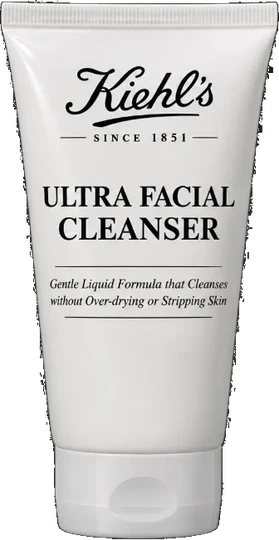 Kiehl's
SINCE 1851
ULTRA FACIAL
CLEANSER
Gentle Liquid Formula that Cleanses
without Over-drying or Stripping Skin